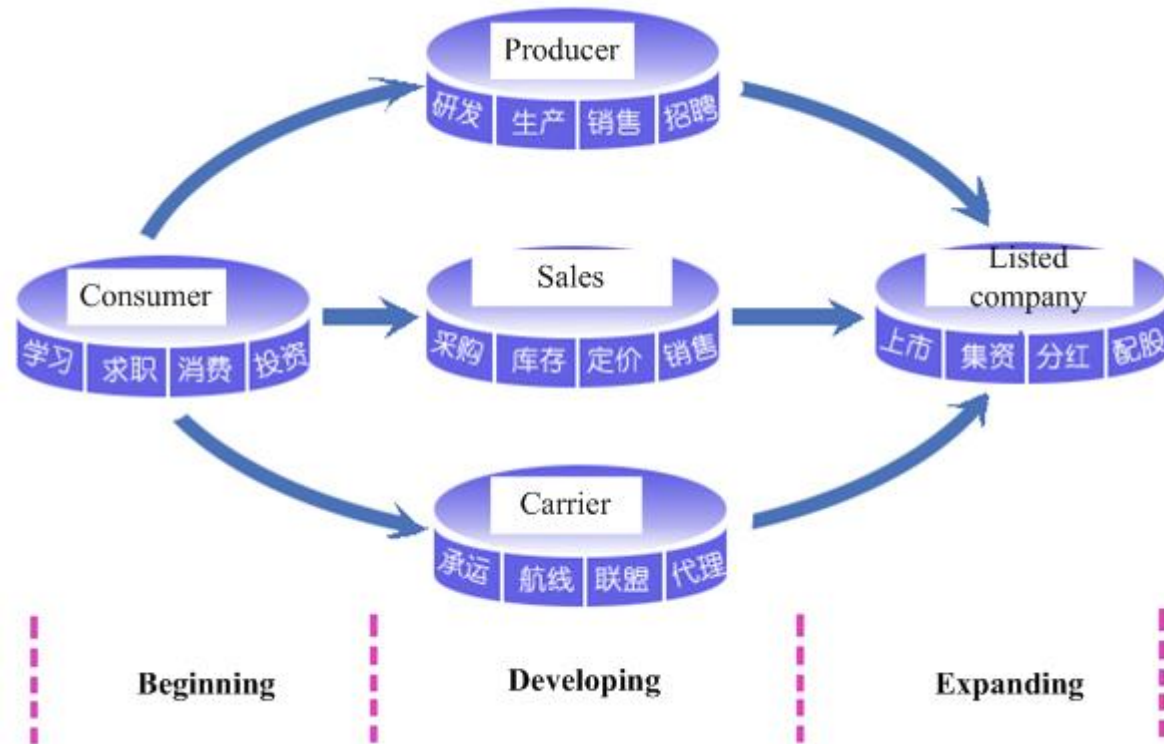 Producer
研发 生产 销售 招聘
Consumer
学习 求职 消费 投资
Sales
采购 库存 定价 销售
Listed
company
上市 集资 分红 配股
Carrier
承运 航线 联盟 代理
Beginning
Developing
Expanding